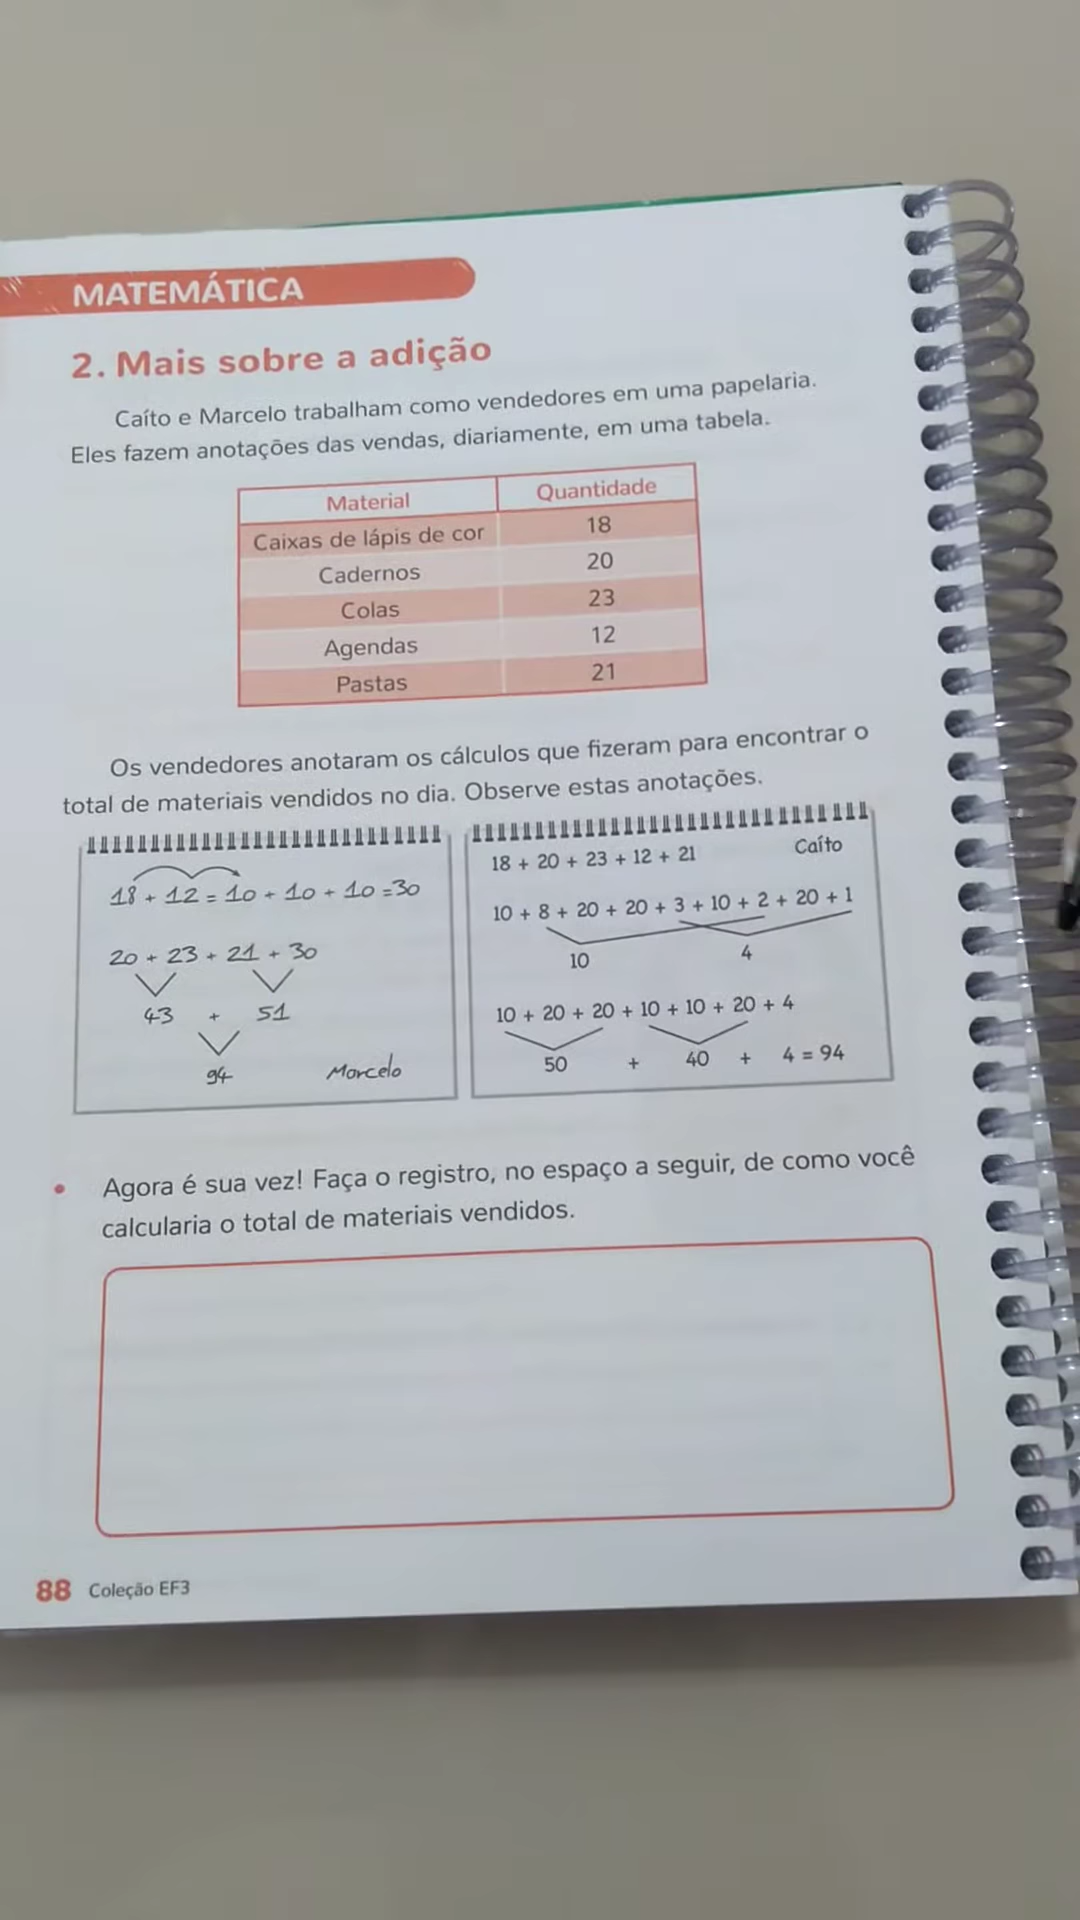 MATEMÁTICA
2. Mais sobre a adição
Caíto e Marcelo trabalham como vendedores em uma papelaria.
Eles fazem anotações das vendas, diariamente, em uma tabela.
Material Quantidade
Caixas de lápis de cor 18
Cadernos 20
Colas 23
Agendas 12
Pastas 21
Os vendedores anotaram os cálculos que fizeram para encontrar o
total de materiais vendidos no dia. Observe estas anotações.
18 + 12 = 10 + 10 + 10 = 30
20 + 23 + 21 + 30
43 + 51
94 Marcelo
18 + 20 + 23 + 12 + 21 Caíto
10 + 8 + 20 + 20 + 3 + 10 + 2 + 20 + 1
10 4
10 + 20 + 20 + 10 + 10 + 20 + 4
50 + 40 + 4 = 94
• Agora é sua vez! Faça o registro, no espaço a seguir, de como você
calcularia o total de materiais vendidos.
88 Coleção EF3